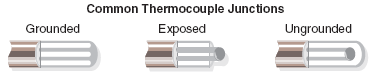 Common Thermocouple Junctions
Grounded Exposed Ungrounded